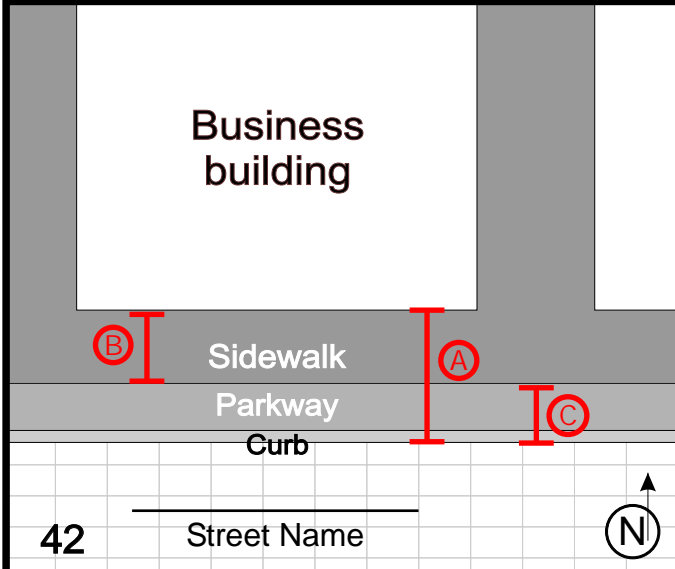 Business
building
B
Sidewalk
A
Parkway
C
Curb
42
Street Name
N